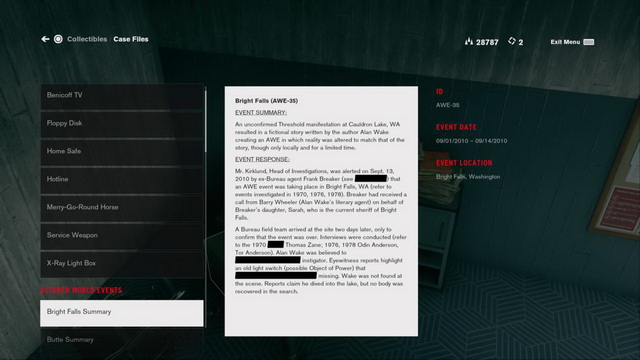 Collectibles / Case Files
28787
2
Exit Menu
Benicoff TV
Floppy Disk
Home Safe
Hotline
Merry-Go-Round Horse
Service Weapon
X-Ray Light Box
ALTERED WORLD EVENTS
Bright Falls Summary
Butte Summary
Bright Falls (AWE-35)
EVENT SUMMARY:
An unconfirmed Threshold manifestation at Cauldron Lake, WA
resulted in a fictional story written by the author Alan Wake
creating an AWE in which reality was altered to match that of the
story, though only locally and for a limited time.
EVENT RESPONSE:
Mr. Kirklund, Head of Investigations, was alerted on Sept. 13,
2010 by ex-Bureau agent Frank Breaker (see ) that
an AWE event was taking place in Bright Falls, WA (refer to
events investigated in 1970, 1976, 1978). Breaker had received a
call from Barry Wheeler (Alan Wake's literary agent) on behalf of
Breaker's daughter, Sarah, who is the current sheriff of Bright
Falls.
A Bureau field team arrived at the site two days later, only to
confirm that the event was over. Interviews were conducted (refer
to the 1970 Thomas Zane; 1976, 1978 Odin Anderson,
Tor Anderson). Alan Wake was believed to
instigator. Eyewitness reports highlight
an old light switch (possible Object of Power) that
missing. Wake was not found at
the scene. Reports claim he dived into the lake, but no body was
recovered in the search.
ID
AWE-35
EVENT DATE
09/01/2010 – 09/14/2010
EVENT LOCATION
Bright Falls, Washington